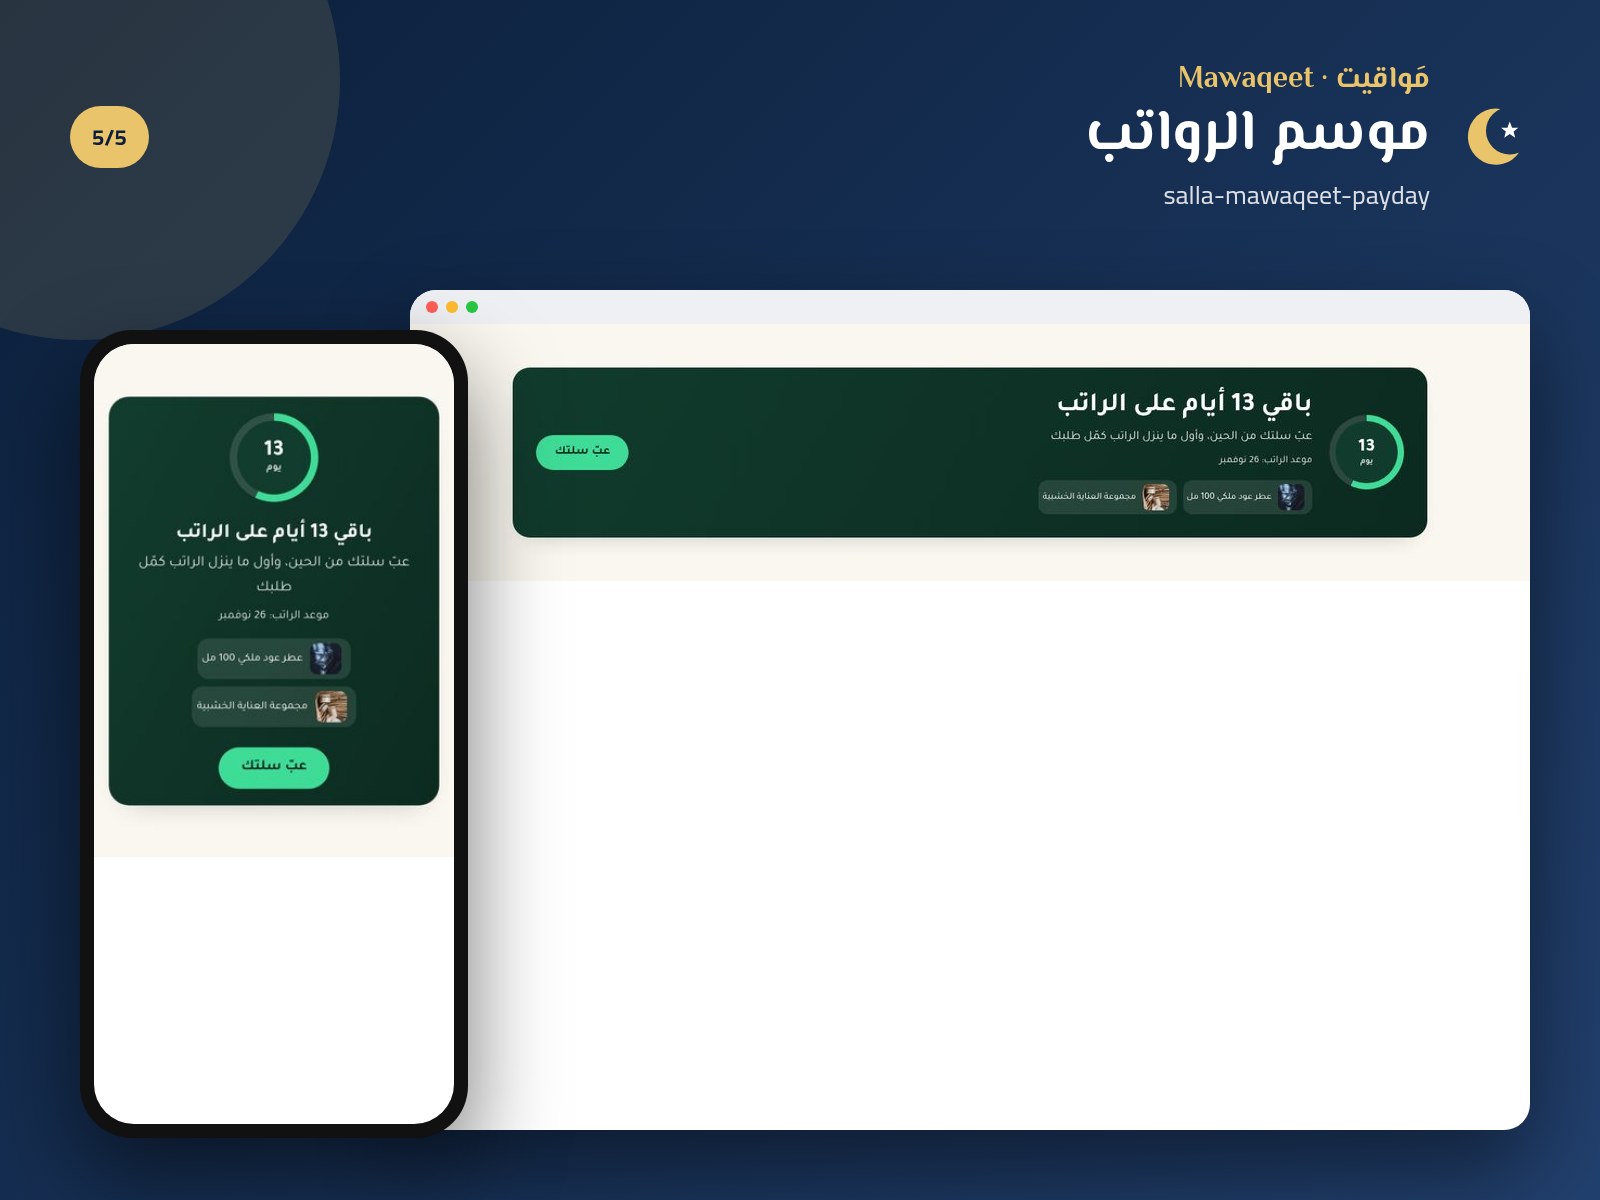 مَواقيت · Mawaqeet
موسم الرواتب
salla-mawaqeet-payday
5/5
13
يوم
باقي 13 أيام على الراتب
عبّ سلتك من الحين، وأول ما ينزل الراتب كمّل طلبك
موعد الراتب: 26 نوفمبر
عطر عود ملكي 100 مل
مجموعة العناية الخشبية
عبّ سلتك
13
يوم
باقي 13 أيام على الراتب
عبّ سلتك من الحين، وأول ما ينزل الراتب كمّل
طلبك
موعد الراتب: 26 نوفمبر
عطر عود ملكي 100 مل
مجموعة العناية الخشبية
عبّ سلتك